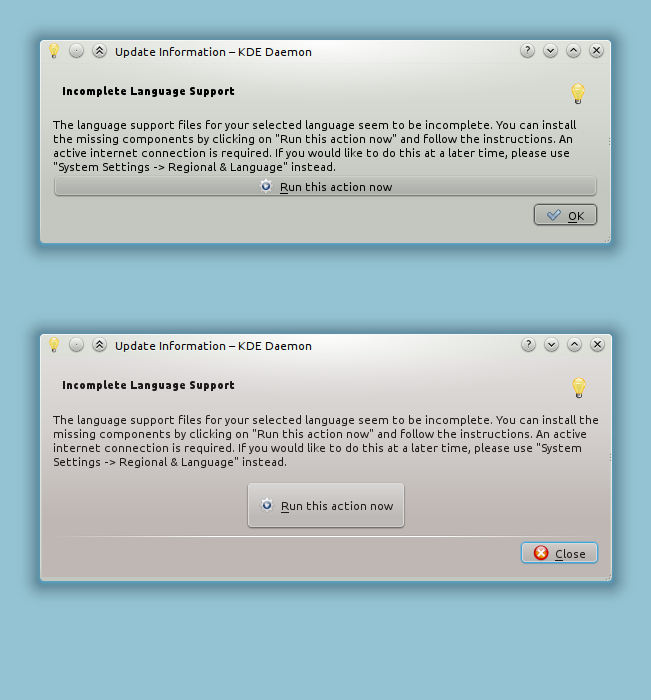 Update Information – KDE Daemon
Incomplete Language Support
The language support files for your selected language seem to be incomplete. You can install
the missing components by clicking on "Run this action now" and follow the instructions. An
active internet connection is required. If you would like to do this at a later time, please use
"System Settings -> Regional & Language" instead.
Run this action now
OK
Update Information – KDE Daemon
Incomplete Language Support
The language support files for your selected language seem to be incomplete. You can install the
missing components by clicking on "Run this action now" and follow the instructions. An active
internet connection is required. If you would like to do this at a later time, please use "System
Settings -> Regional & Language" instead.
Run this action now
Close